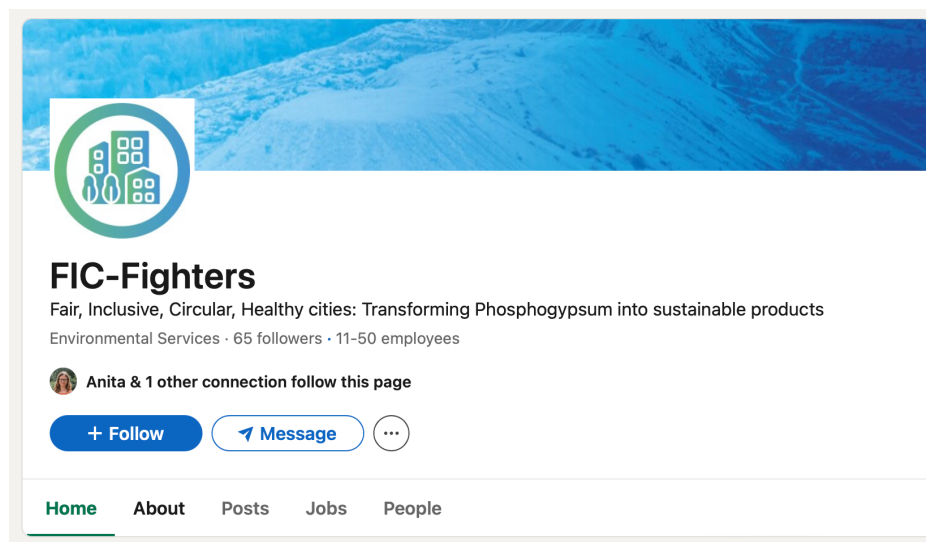 FIC-Fighters
Fair, Inclusive, Circular, Healthy cities: Transforming Phosphogypsum into sustainable products
Environmental Services · 65 followers · 11-50 employees
Anita & 1 other connection follow this page
+ Follow
Message
Home About Posts Jobs People